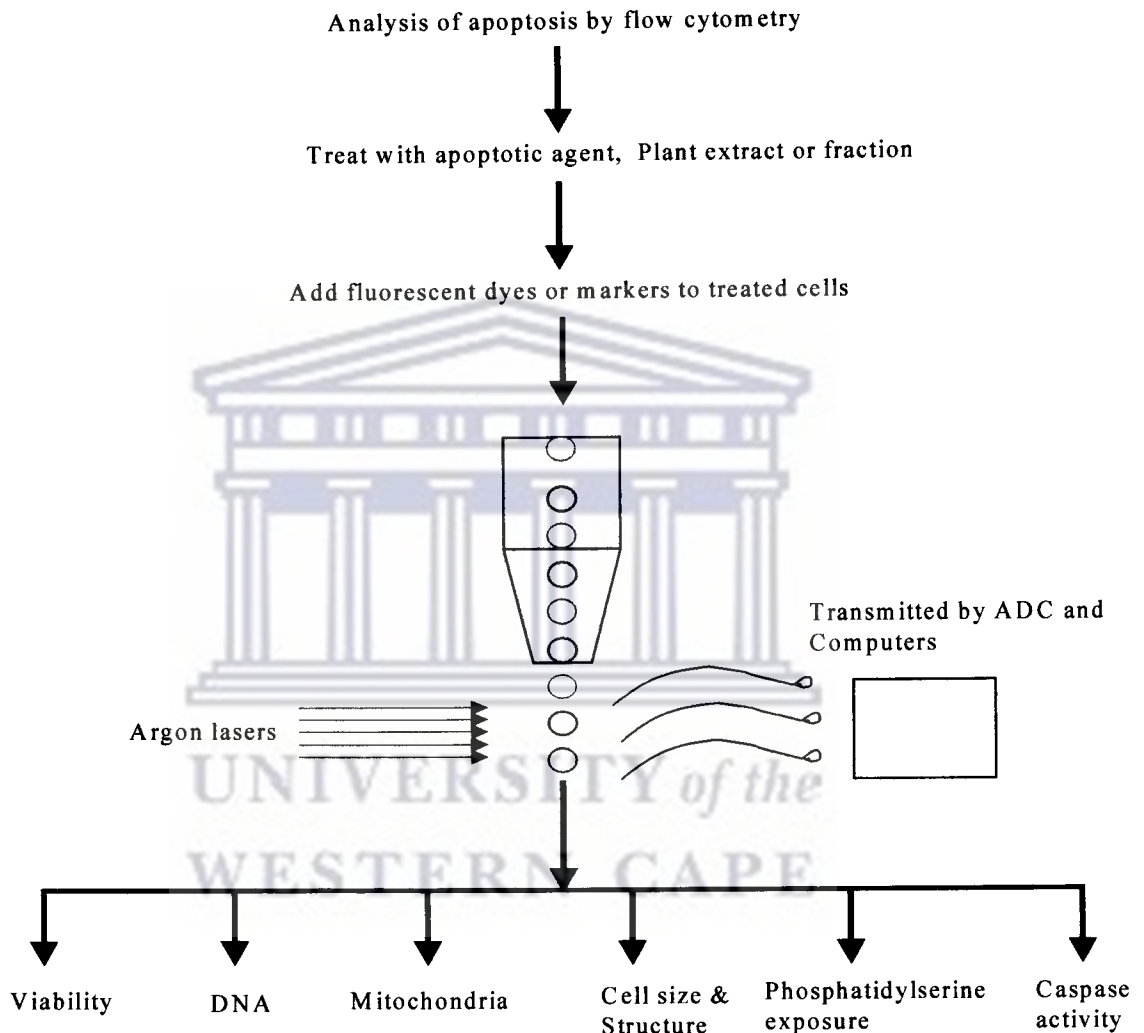 Analysis of apoptosis by flow cytometry
Treat with apoptotic agent, Plant extract or fraction
Add fluorescent dyes or markers to treated cells
Transmitted by ADC and
Computers
Argon lasers
UNIVERSITY of the
WESTERN CAPE
Viability
DNA
Mitochondria
Cell size &
Structure
Phosphatidylserine
exposure
Caspase
activity